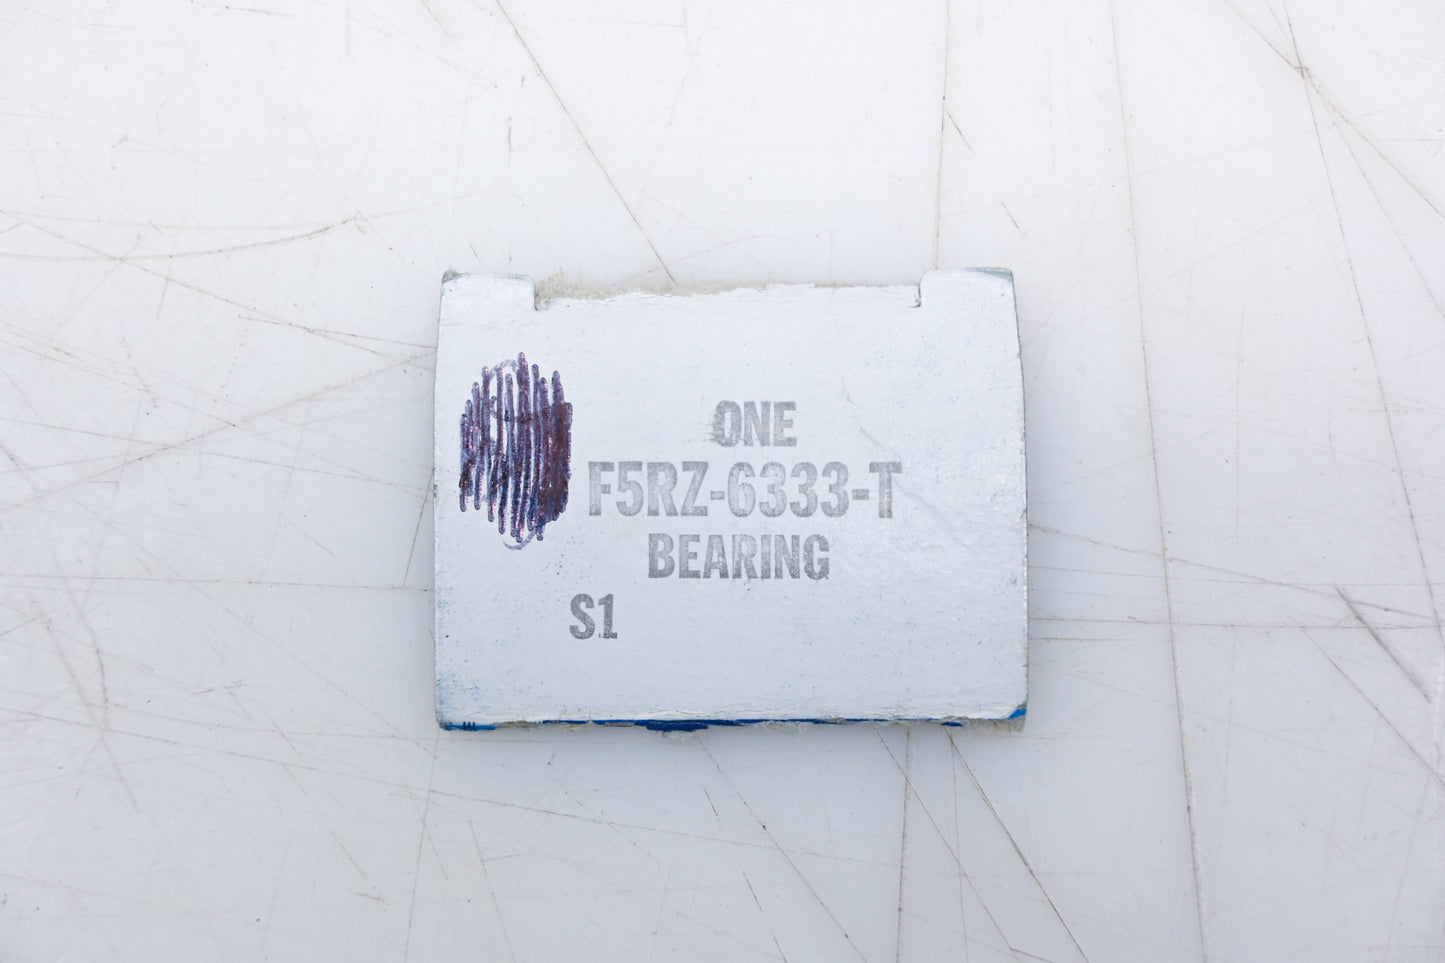 ONE
F5RZ-6333-T
BEARING
S1